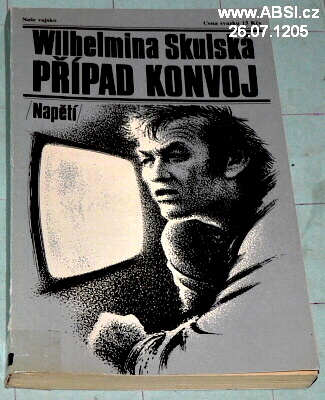 www.ABSI.cz
26.07.1205
Naše vojsko
Cena svazku 15 Kčs
Wilhelmina Skulska
PŘÍPAD KONVOJ
/Napětí/